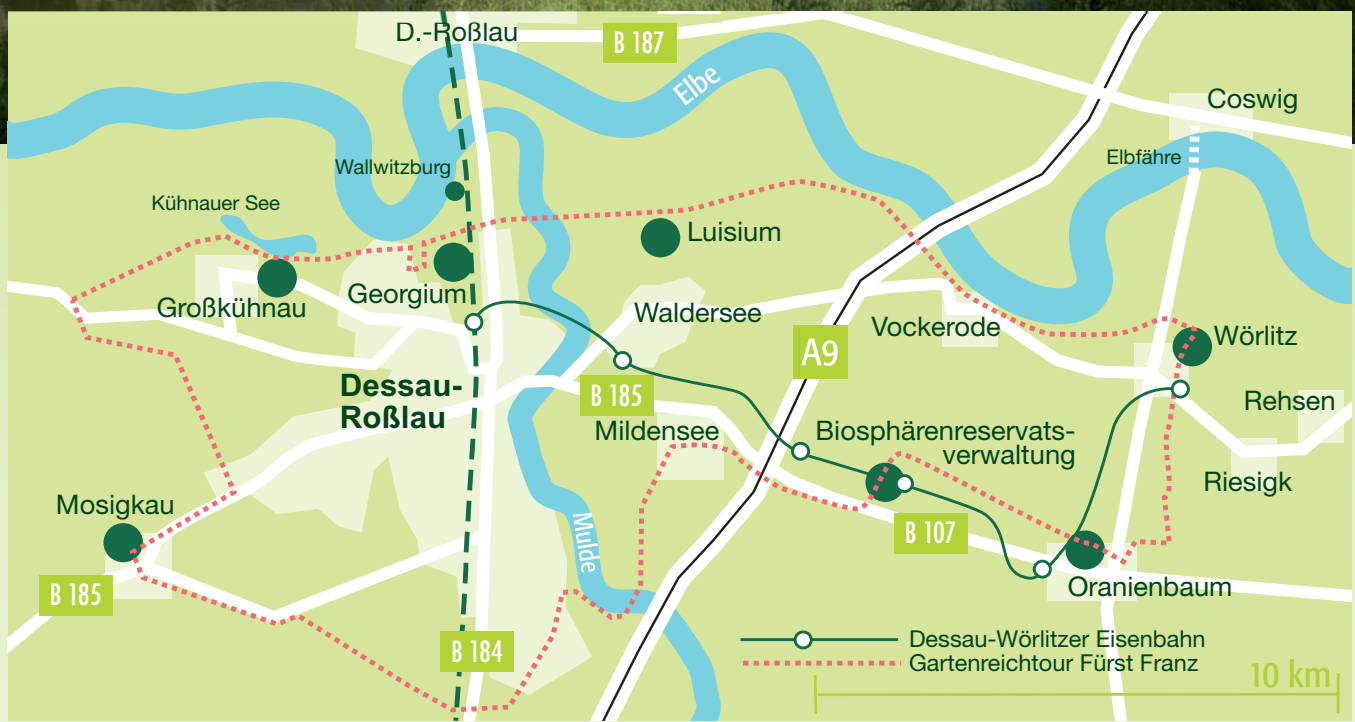 D.-Roßlau
B 187
Elbe
Coswig
Elbfähre
Wallwitzburg
Kühnauer See
Luisium
Georgium
Großkühnau
Waldersee
Vockerode
Wörlitz
A9
Dessau-
Roßlau
B 185
Mildensee
Rehsen
Biosphärenreservats-
verwaltung
Riesigk
Mosigkau
Mulde
B 107
B 185
Oranienbaum
B 184
Dessau-Wörlitzer Eisenbahn
Gartenreichtour Fürst Franz
10 km